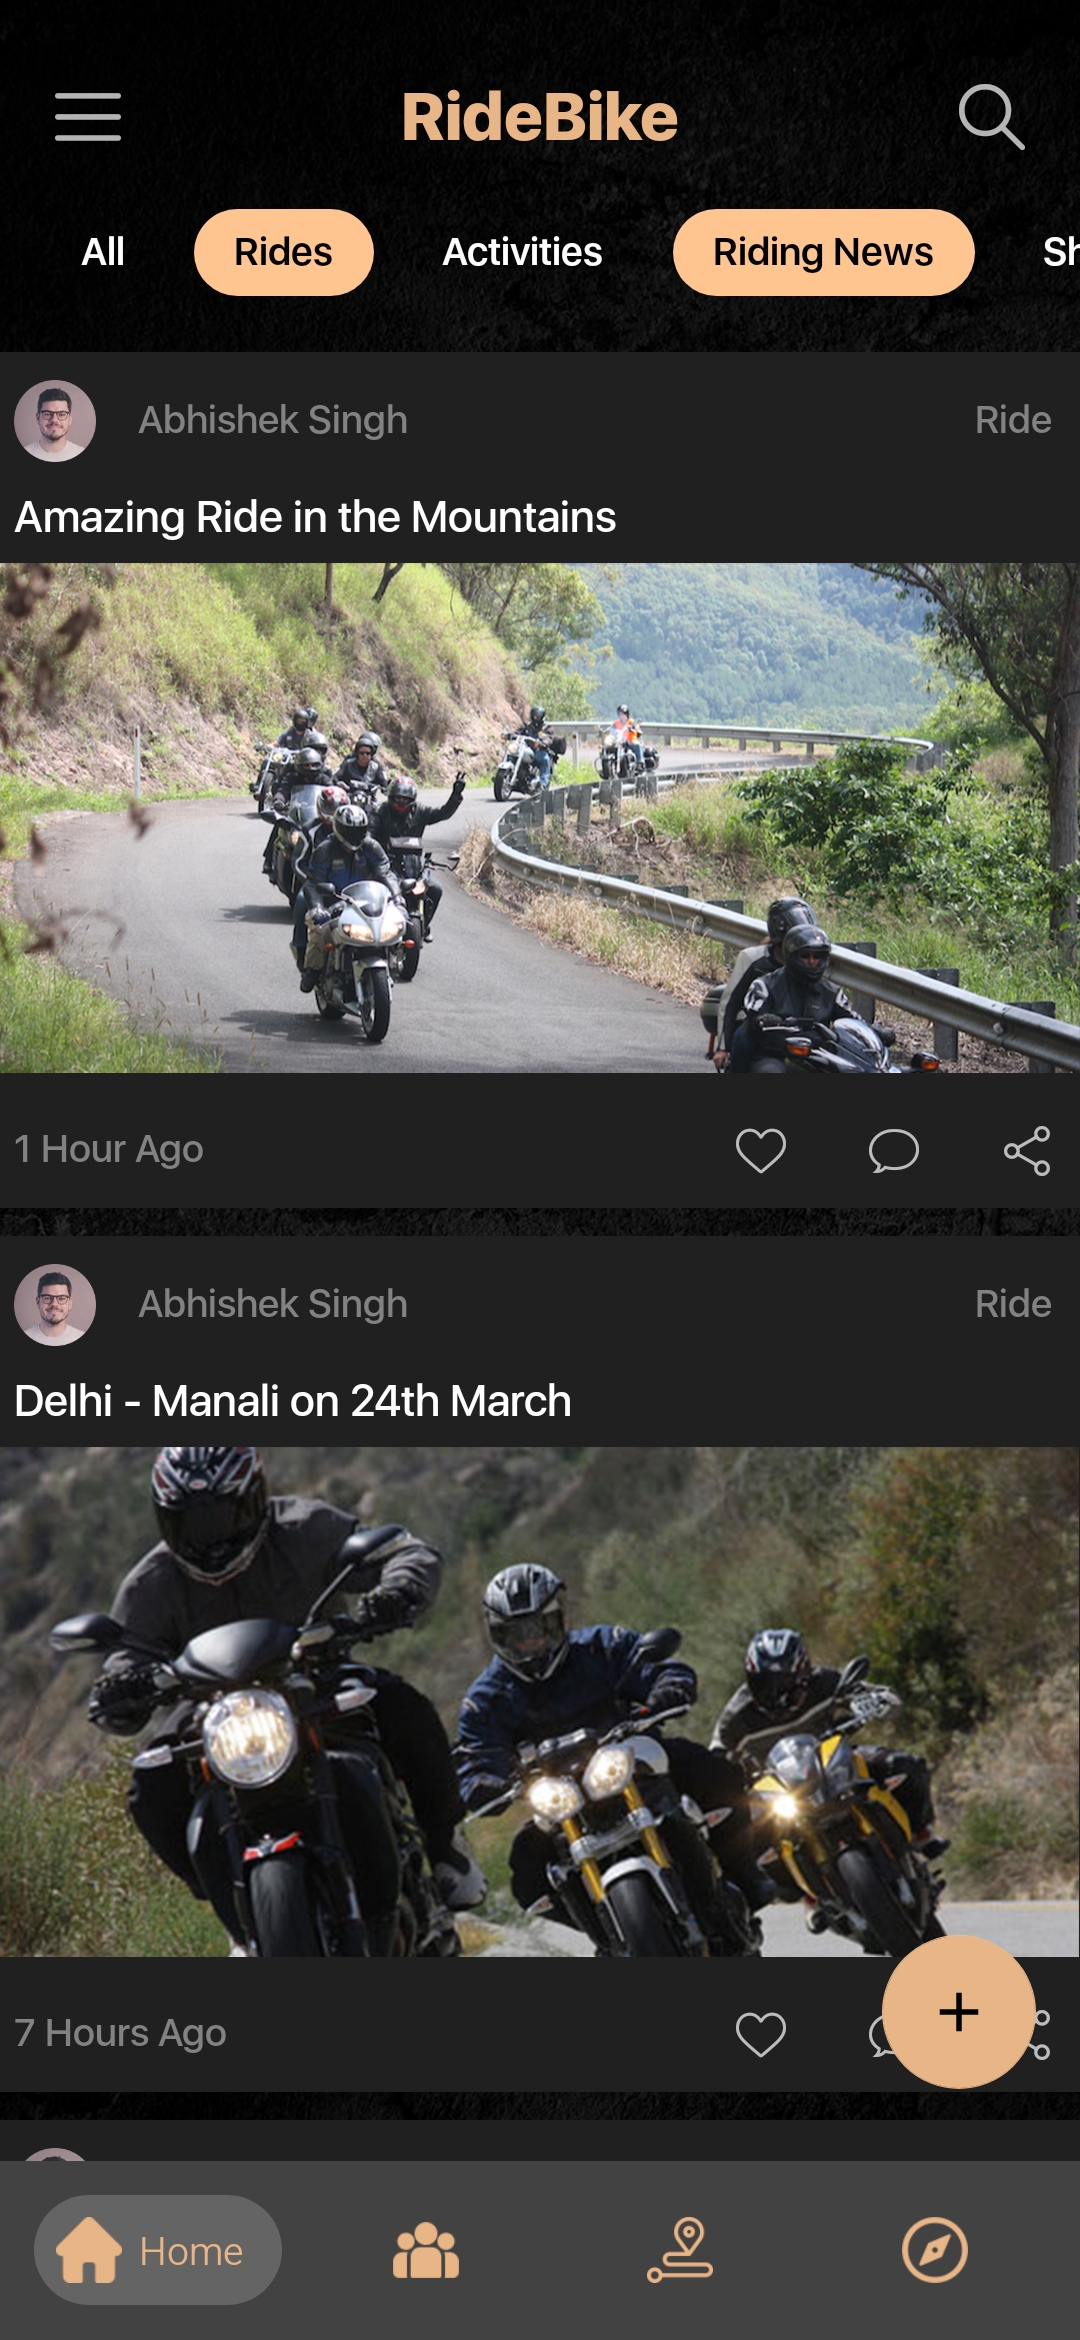 RideBike
All Rides Activities Riding News Sh
Abhishek Singh Ride
Amazing Ride in the Mountains
1 Hour Ago
Abhishek Singh Ride
Delhi - Manali on 24th March
7 Hours Ago
Home